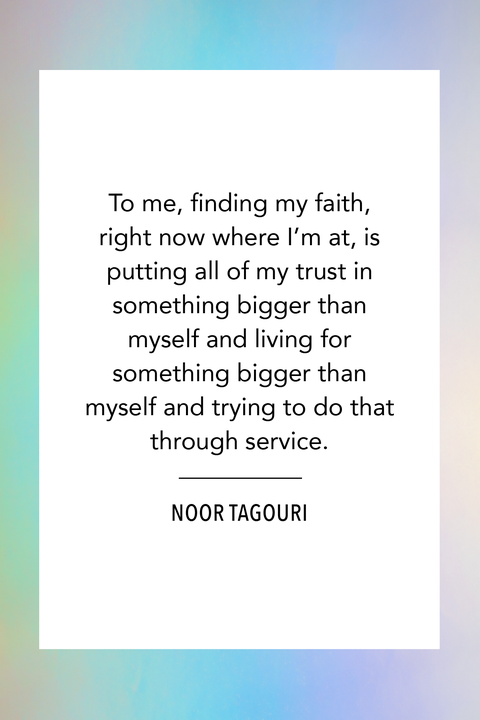 To me, finding my faith,
right now where I’m at, is
putting all of my trust in
something bigger than
myself and living for
something bigger than
myself and trying to do that
through service.
NOOR TAGOURI